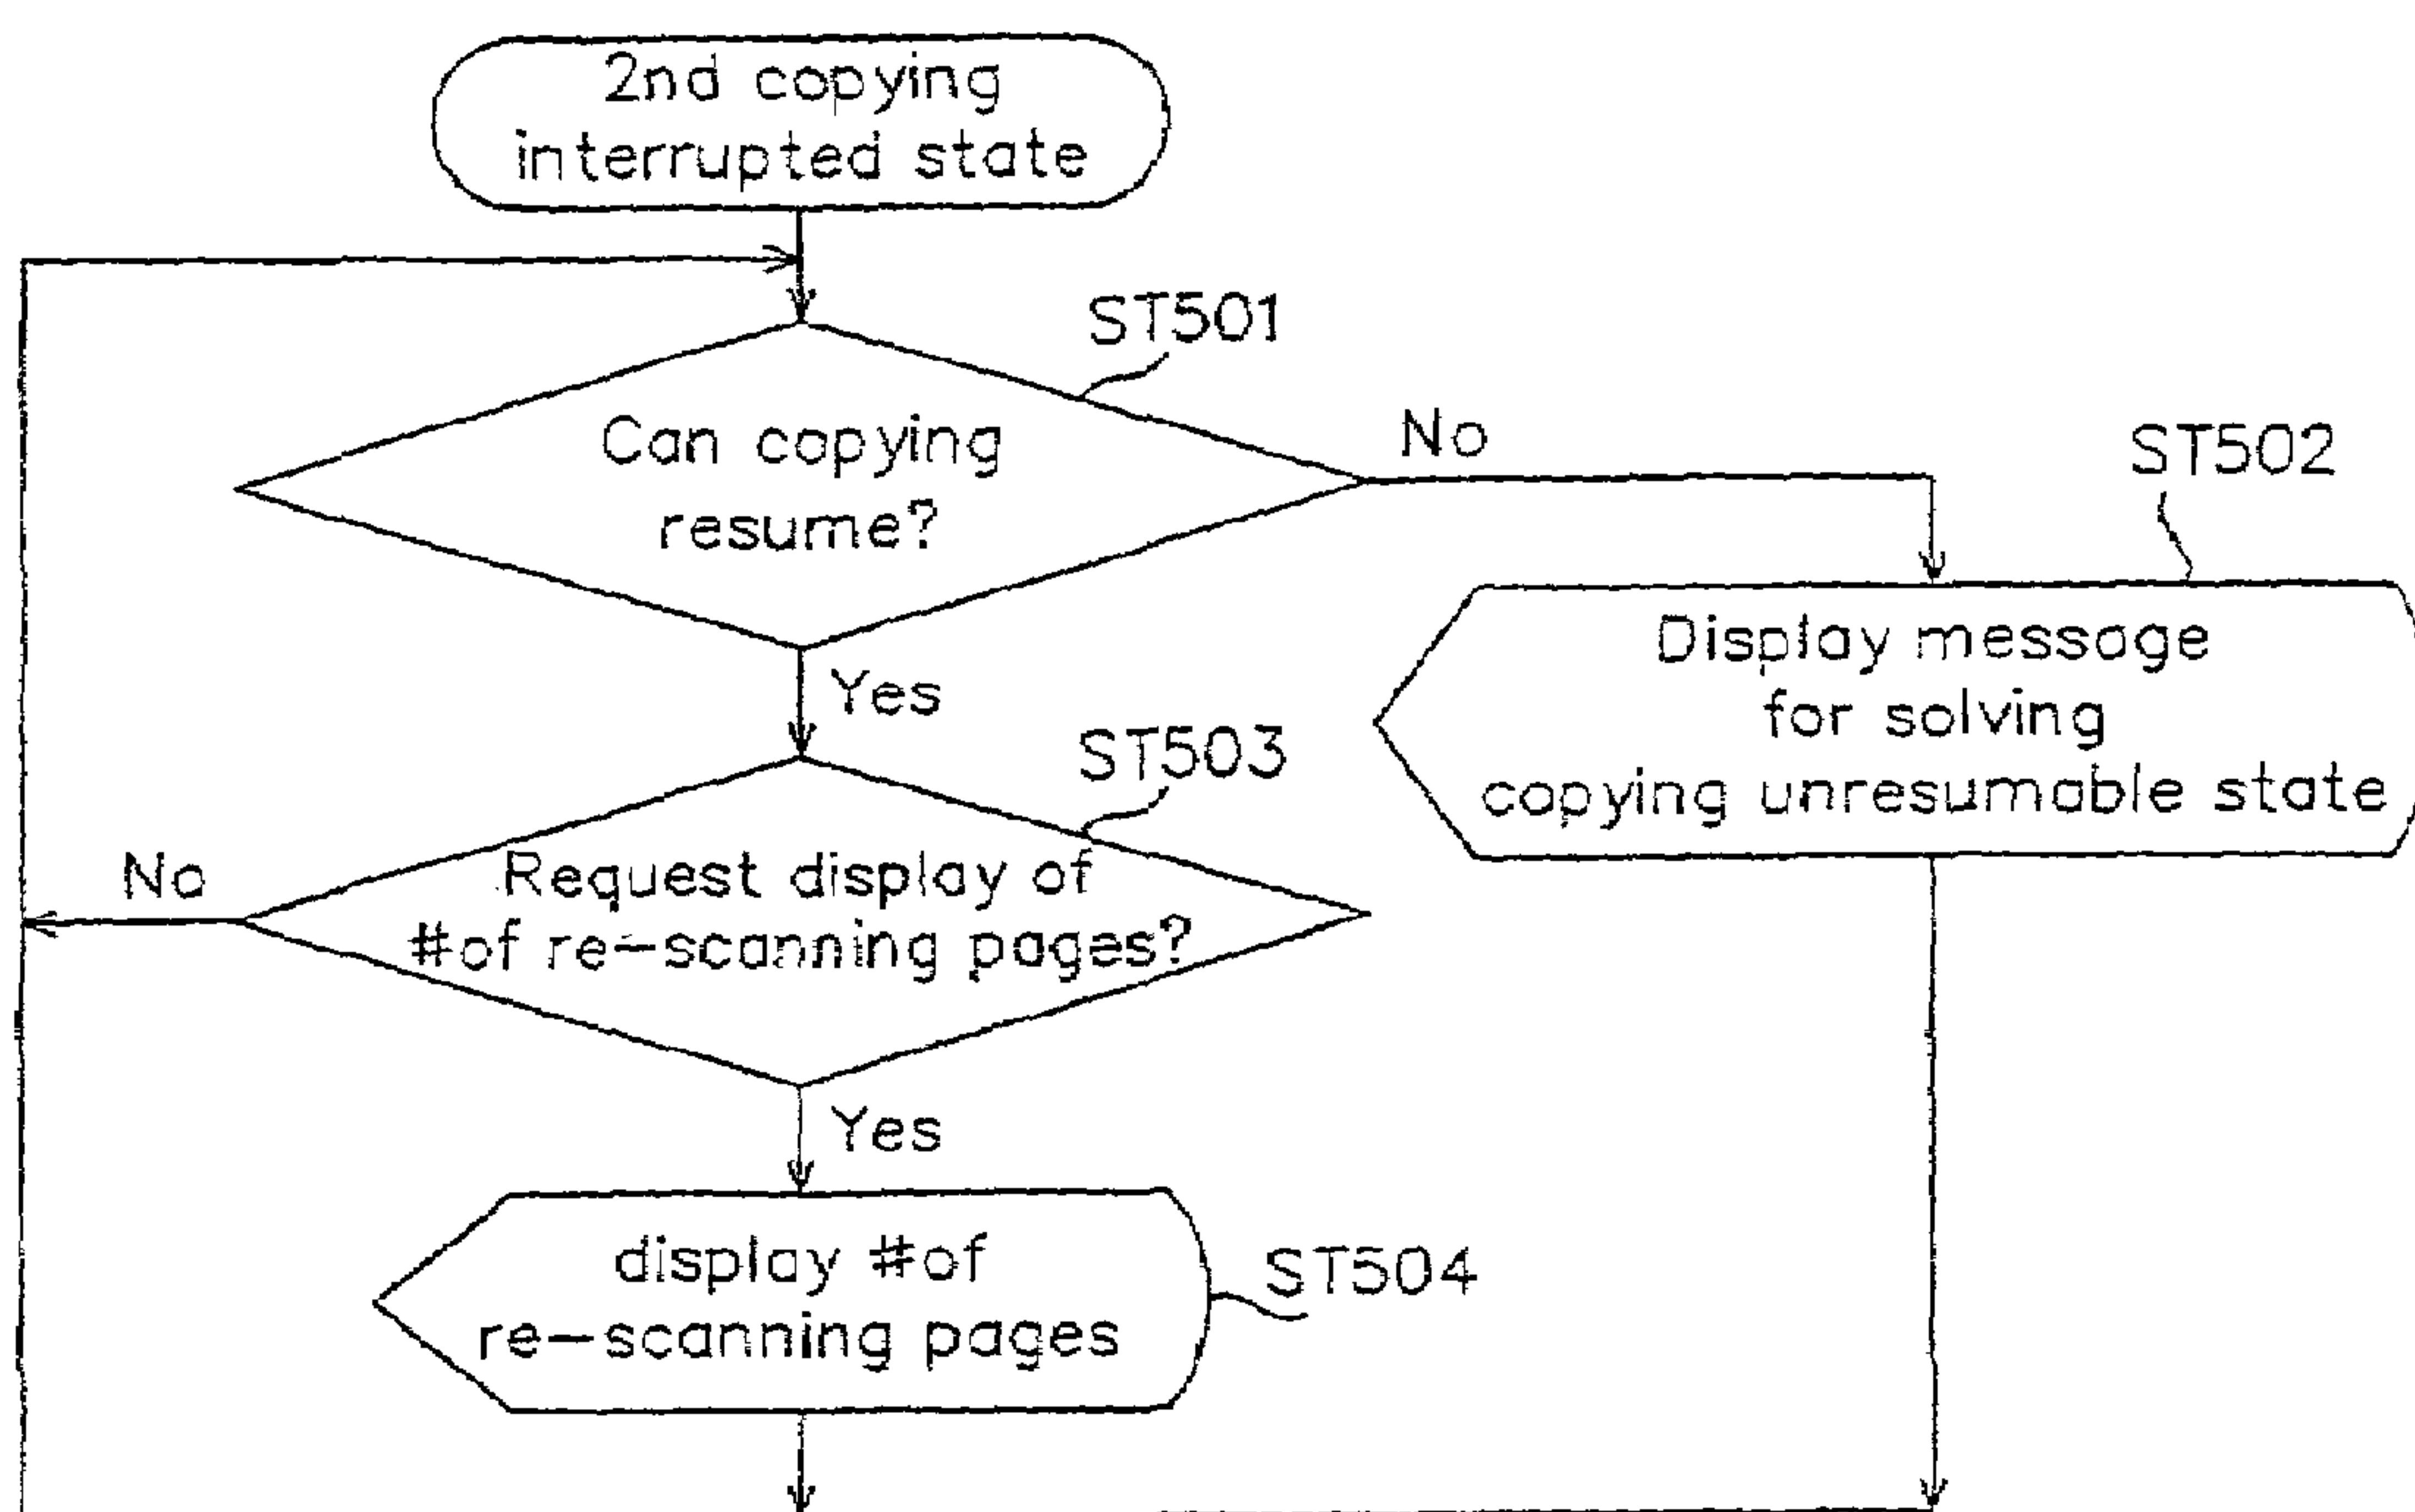 2nd copying
interrupted state
ST501
Can copying
resume?
No
ST502
Display message
for solving
copying unresumable state
Yes
ST503
Request display of
#of re-scanning pages?
No
Yes
display #of
re-scanning pages
ST504